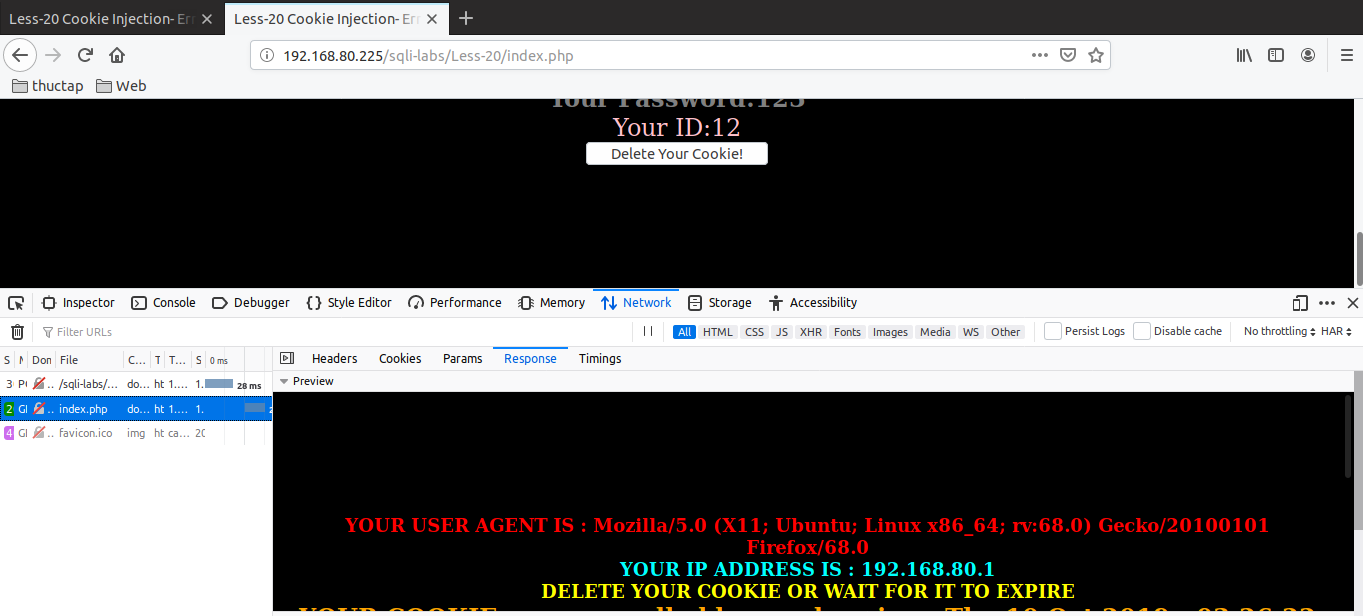 Less-20 Cookie Injection- Err
Less-20 Cookie Injection- Err
192.168.80.225/sqli-labs/Less-20/index.php
thuctap Web
Your Password:123
Your ID:12
Delete Your Cookie!
Inspector Console Debugger Style Editor Performance Memory Network Storage Accessibility
Filter URLs All HTML CSS JS XHR Fonts Images Media WS Other Persist Logs Disable cache No throttling HAR
S M Don File C... T T... S 0 ms
Headers Cookies Params Response Timings
Preview
3 /sqli-labs/... do... ht 1.... 1. 28 ms
2 GI .. index.php do... ht 1.... 1.
4 GI .. favicon.ico img ht ca... 20
YOUR USER AGENT IS : Mozilla/5.0 (X11; Ubuntu; Linux x86_64; rv:68.0) Gecko/20100101
Firefox/68.0
YOUR IP ADDRESS IS : 192.168.80.1
DELETE YOUR COOKIE OR WAIT FOR IT TO EXPIRE
YOUR COOKIE